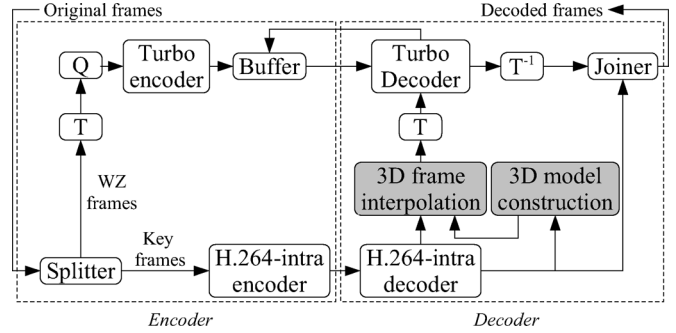 Original frames
Decoded frames
Q
Turbo
encoder
Buffer
Turbo
Decoder
T⁻¹
Joiner
T
T
WZ
frames
3D frame
interpolation
3D model
construction
Key
frames
Splitter
H.264-intra
encoder
H.264-intra
decoder
Encoder
Decoder